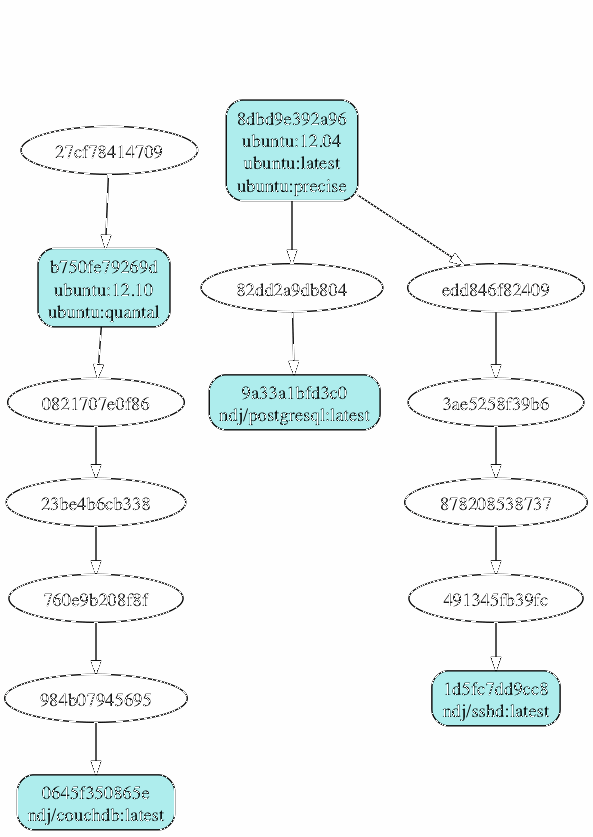 27cf78414709
8dbd9e392a96
ubuntu:12.04
ubuntu:latest
ubuntu:precise
b750fe79269d
ubuntu:12.10
ubuntu:quantal
82dd2a9db804
edd846f82409
0821707e0f86
9a33a1bfd3c0
ndj/postgresql:latest
3ae5258f39b6
23be4b6cb338
878208538737
760e9b208f8f
491345fb39fc
984b07945695
1d5fc7dd9cc8
ndj/sshd:latest
0645f350865e
ndj/couchdb:latest